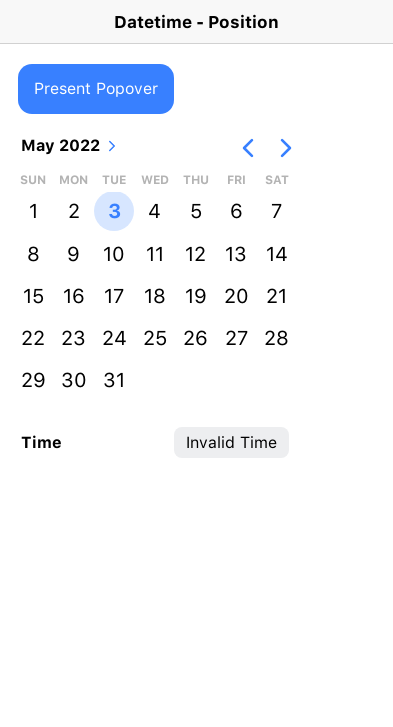 Datetime - Position
Present Popover
May 2022
SUN MON TUE WED THU FRI SAT
1 2 3 4 5 6 7
8 9 10 11 12 13 14
15 16 17 18 19 20 21
22 23 24 25 26 27 28
29 30 31
Time Invalid Time